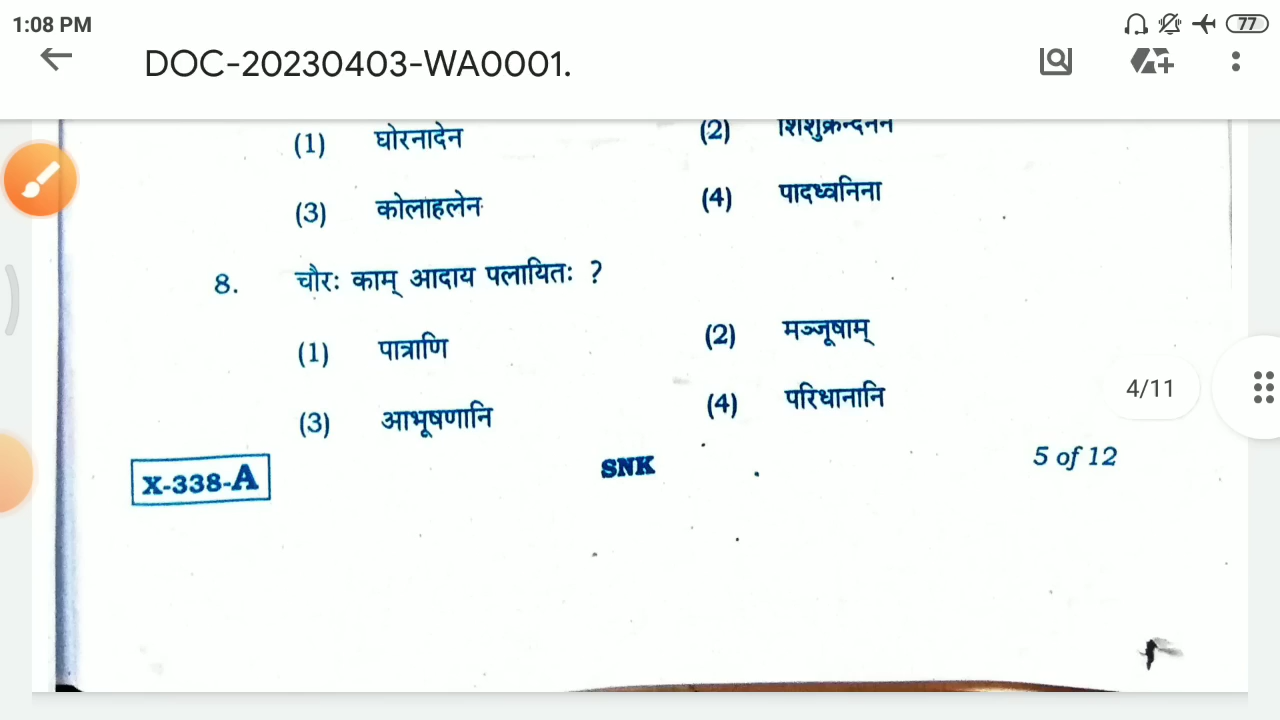 1:08 PM
77
DOC-20230403-WA0001.
(1) घोरनादेन (2) शिशुक्रन्दनेन
(3) कोलाहलेन (4) पादध्वनिना
8. चौरः काम् आदाय पलायितः ?
(1) पात्राणि (2) मञ्जूषाम्
(3) आभूषणानि (4) परिधानानि
4/11
X-338-A SNK 5 of 12